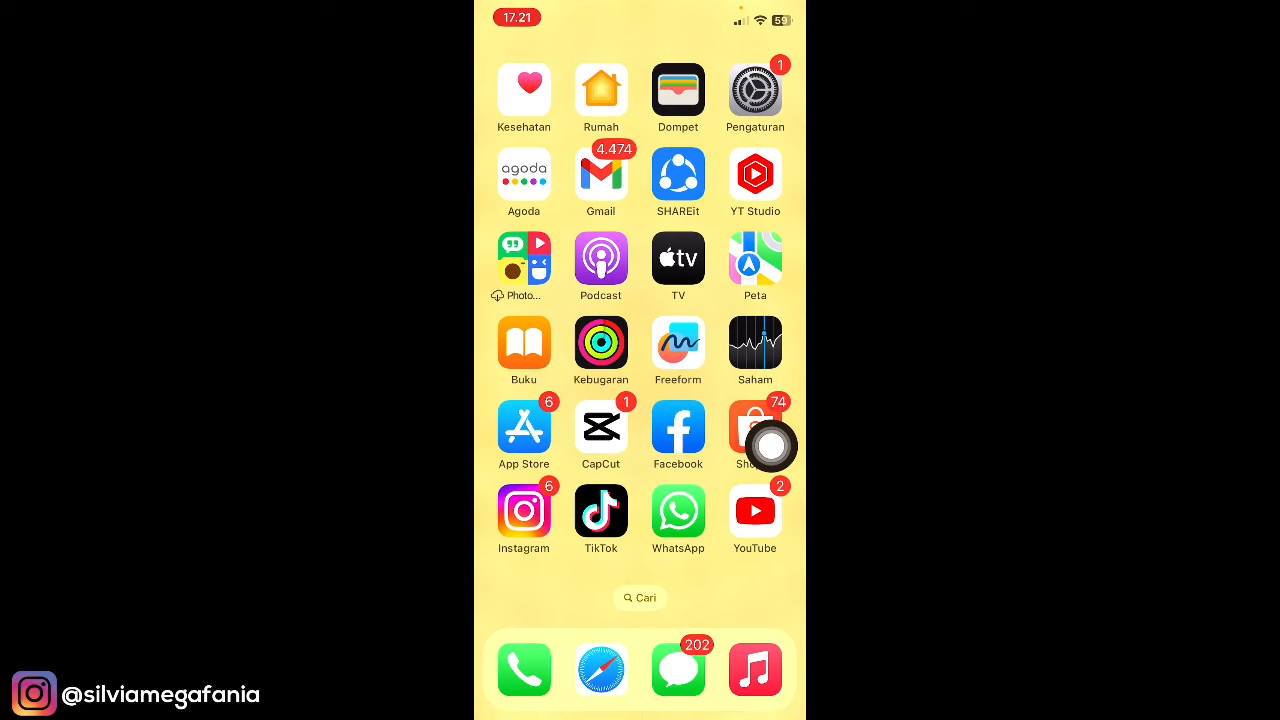 17.21
59
1
Kesehatan Rumah Dompet Pengaturan
4.474
agoda
Agoda Gmail SHAREit YT Studio
tv
Photo... Podcast TV Peta
Buku Kebugaran Freeform Saham
6 1 74
App Store CapCut Facebook
6 2
Instagram TikTok WhatsApp YouTube
Cari
202
@silviamegafania